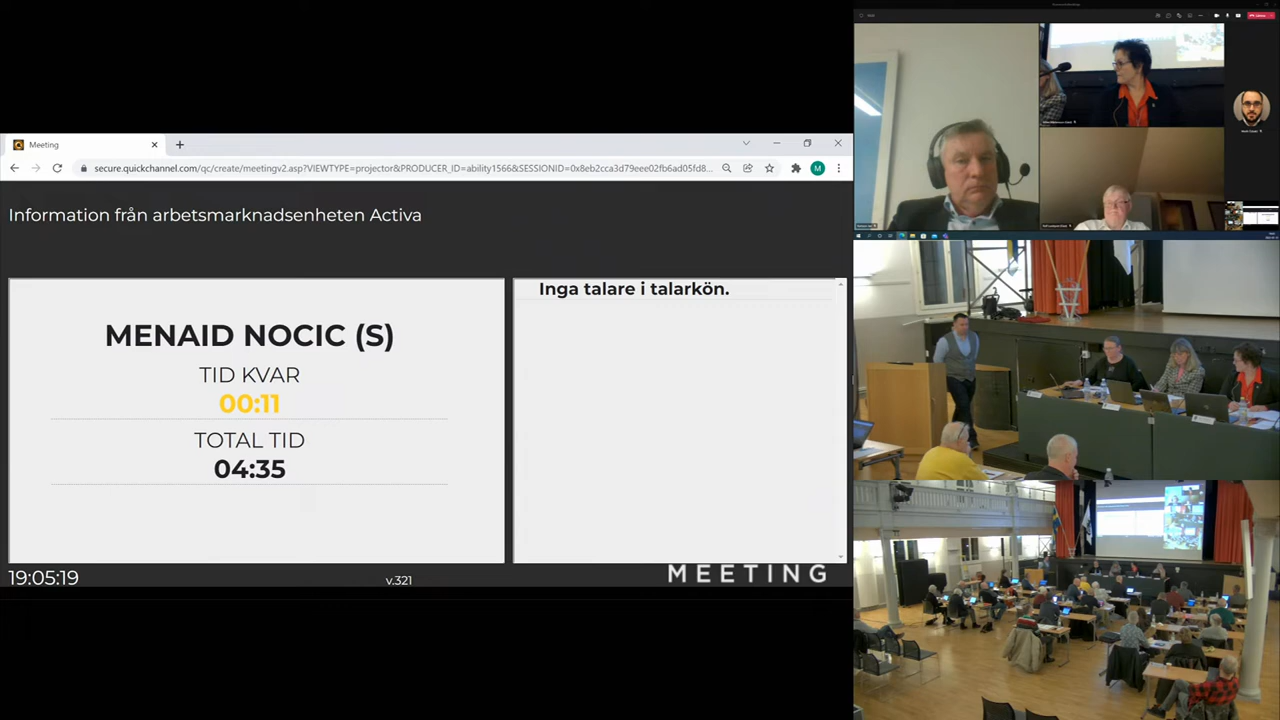 Meeting
secure.quickchannel.com/qc/create/meetingv2.asp?VIEWTYPE=projector&PRODUCER_ID=ability1566&SESSIONID=0x8eb2cca3d79eee02fb6ad05fd8...
M
Information från arbetsmarknadsenheten Activa
MENAID NOCIC (S)
TID KVAR
00:11
TOTAL TID
04:35
Inga talare i talarkön.
19:05:19
v.321
MEETING